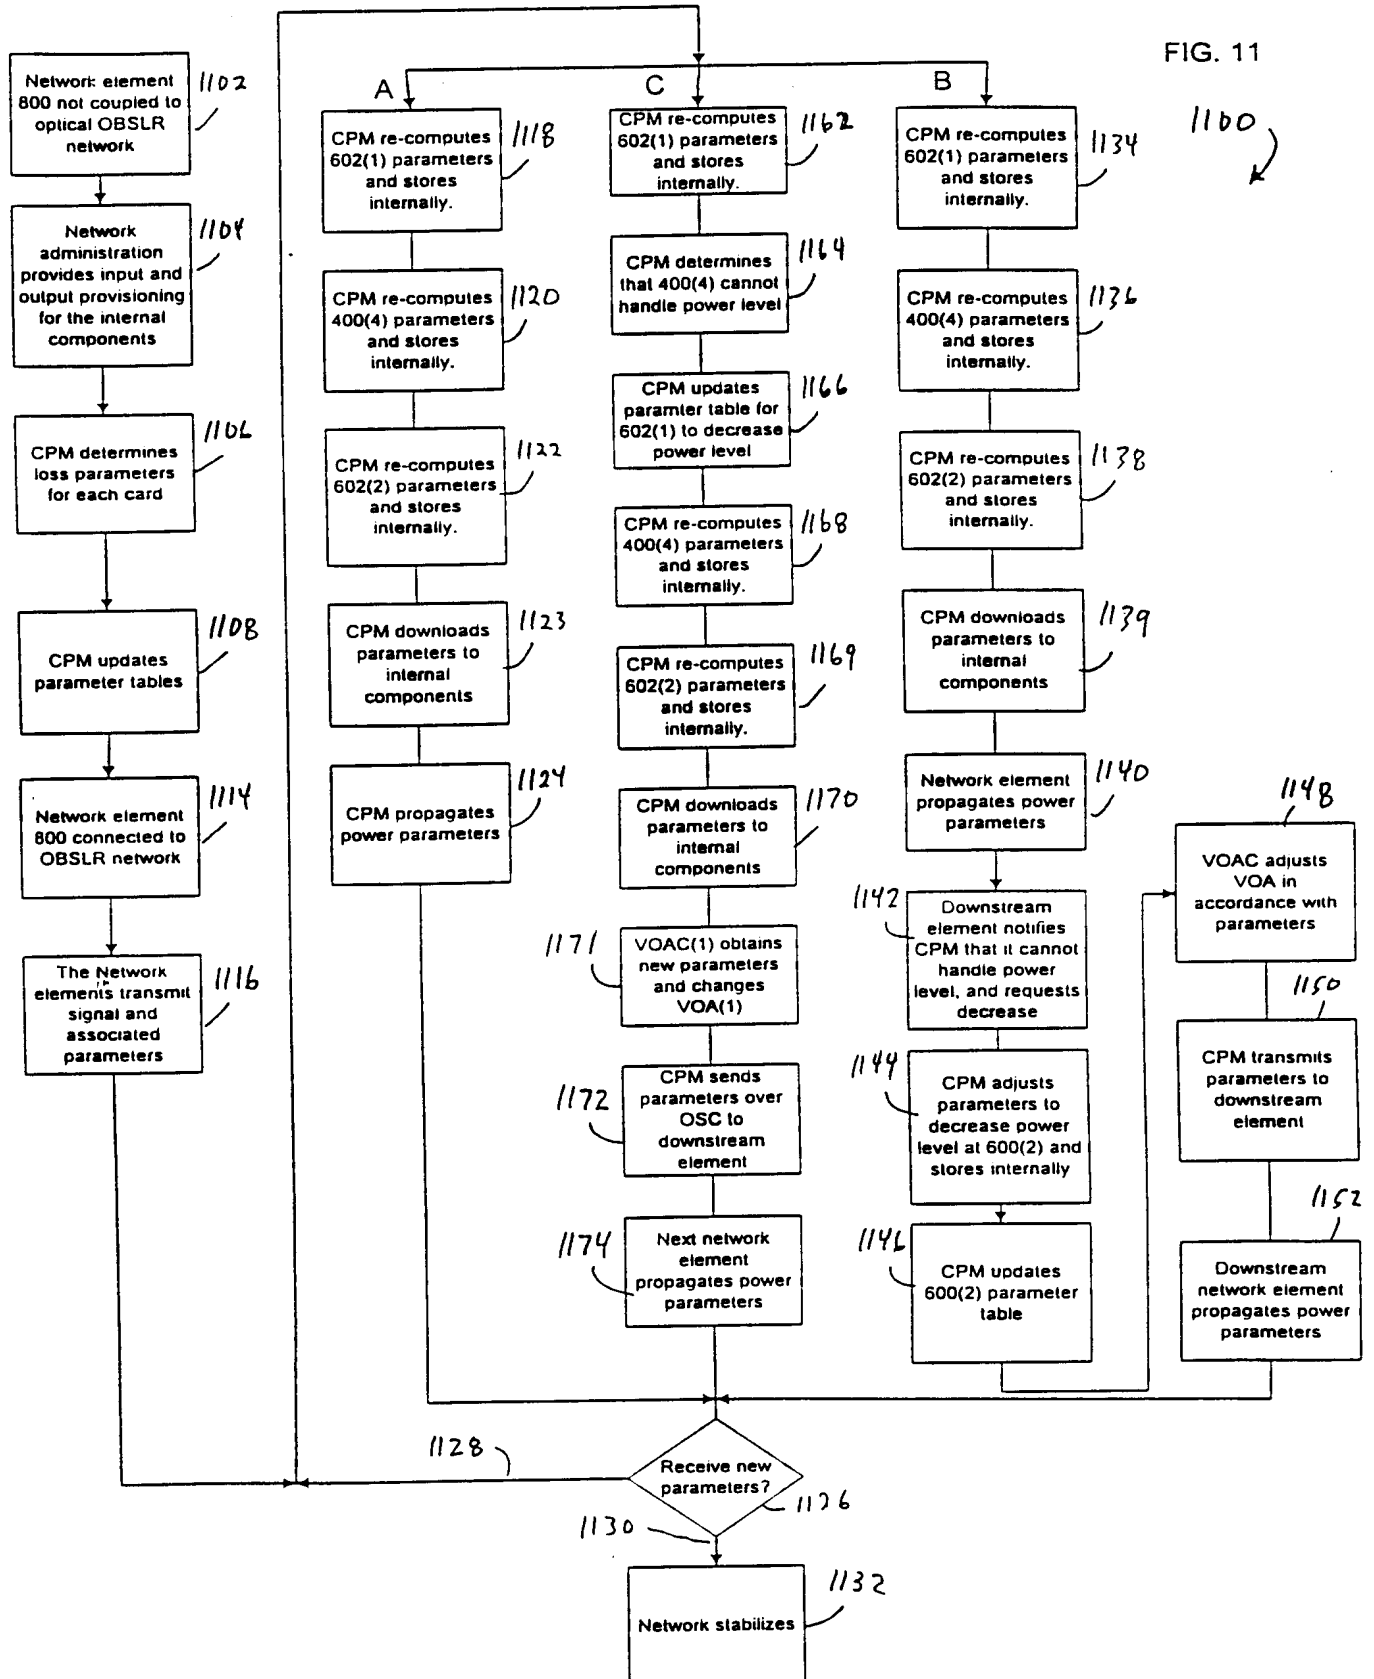 FIG. 11
1100
Network element
800 not coupled to
optical OBSLR
network
1102
Network
administration
provides input and
output provisioning
for the internal
components
1104
CPM determines
loss parameters
for each card
1106
CPM updates
parameter tables
1108
Network element
800 connected to
OBSLR network
1114
The Network
elements transmit
signal and
associated
parameters
1116
A
CPM re-computes
602(1) parameters
and stores
internally.
1118
CPM re-computes
400(4) parameters
and stores
internally.
1120
CPM re-computes
602(2) parameters
and stores
internally.
1122
CPM downloads
parameters to
internal
components
1123
CPM propagates
power parameters
1124
C
CPM re-computes
602(1) parameters
and stores
internally.
1162
CPM determines
that 400(4) cannot
handle power level
1164
CPM updates
paramter table for
602(1) to decrease
power level
1166
CPM re-computes
400(4) parameters
and stores
internally.
1168
CPM re-computes
602(2) parameters
and stores
internally.
1169
CPM downloads
parameters to
internal
components
1170
VOAC(1) obtains
new parameters
and changes
VOA(1)
1171
CPM sends
parameters over
OSC to
downstream
element
1172
Next network
element
propagates power
parameters
1174
B
CPM re-computes
602(1) parameters
and stores
internally.
1134
CPM re-computes
400(4) parameters
and stores
internally.
1136
CPM re-computes
602(2) parameters
and stores
internally.
1138
CPM downloads
parameters to
internal
components
1139
Network element
propagates power
parameters
1140
Downstream
element notifies
CPM that it cannot
handle power
level, and requests
decrease
1142
CPM adjusts
parameters to
decrease power
level at 600(2) and
stores internally
1144
CPM updates
600(2) parameter
table
1146
VOAC adjusts
VOA in
accordance with
parameters
1148
CPM transmits
parameters to
downstream
element
1150
Downstream
network element
propagates power
parameters
1152
Receive new
parameters?
1126
1128
1130
Network stabilizes
1132